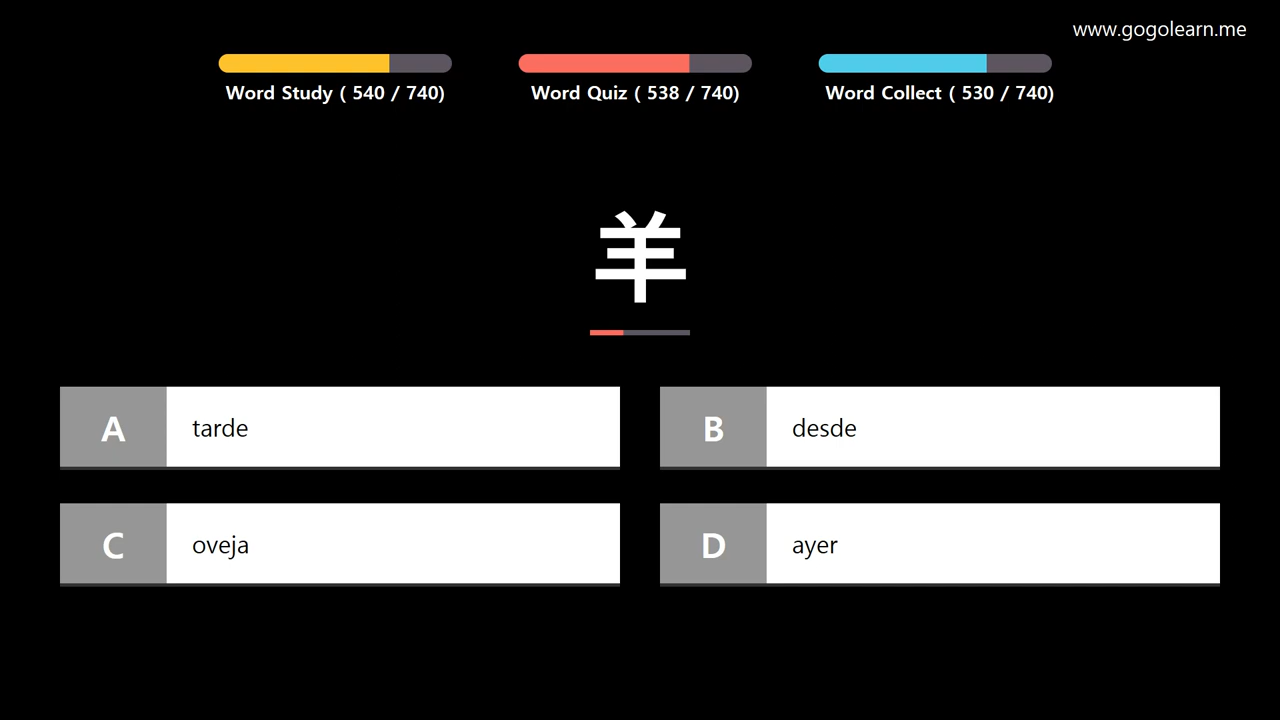 www.gogolearn.me
Word Study ( 540 / 740)
Word Quiz ( 538 / 740)
Word Collect ( 530 / 740)
羊
A tarde
B desde
C oveja
D ayer